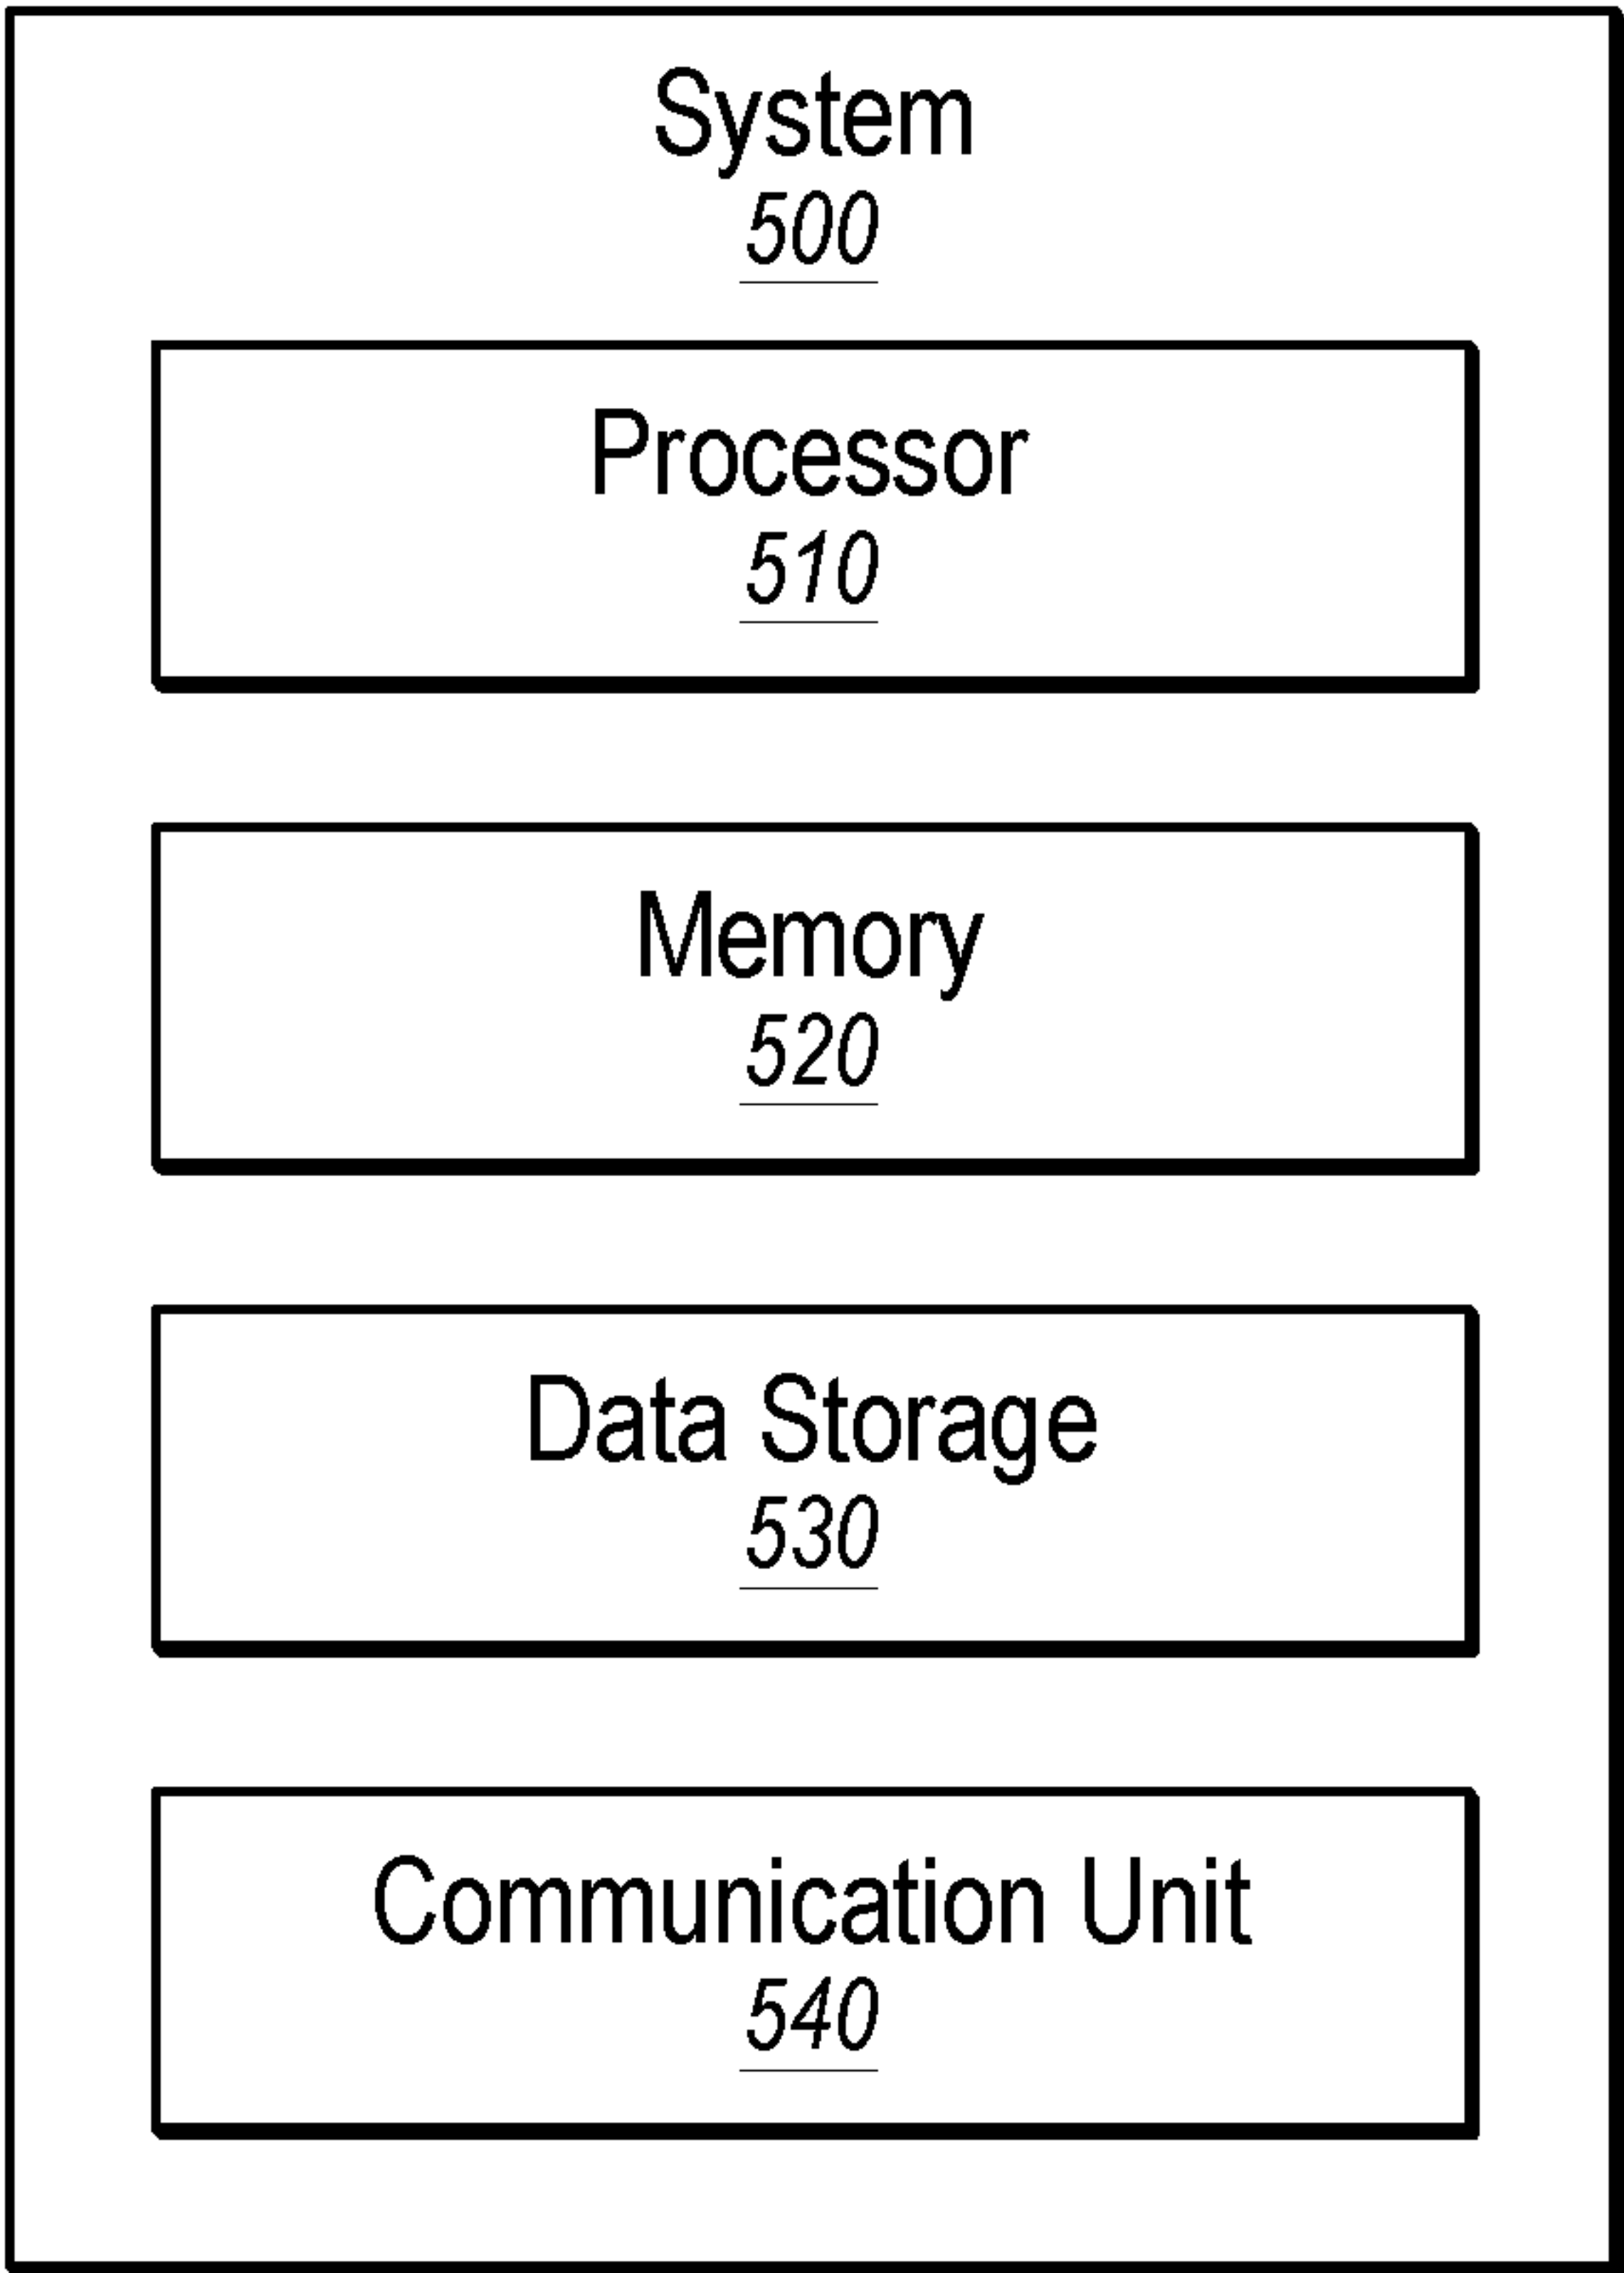 System
500
Processor
510
Memory
520
Data Storage
530
Communication Unit
540